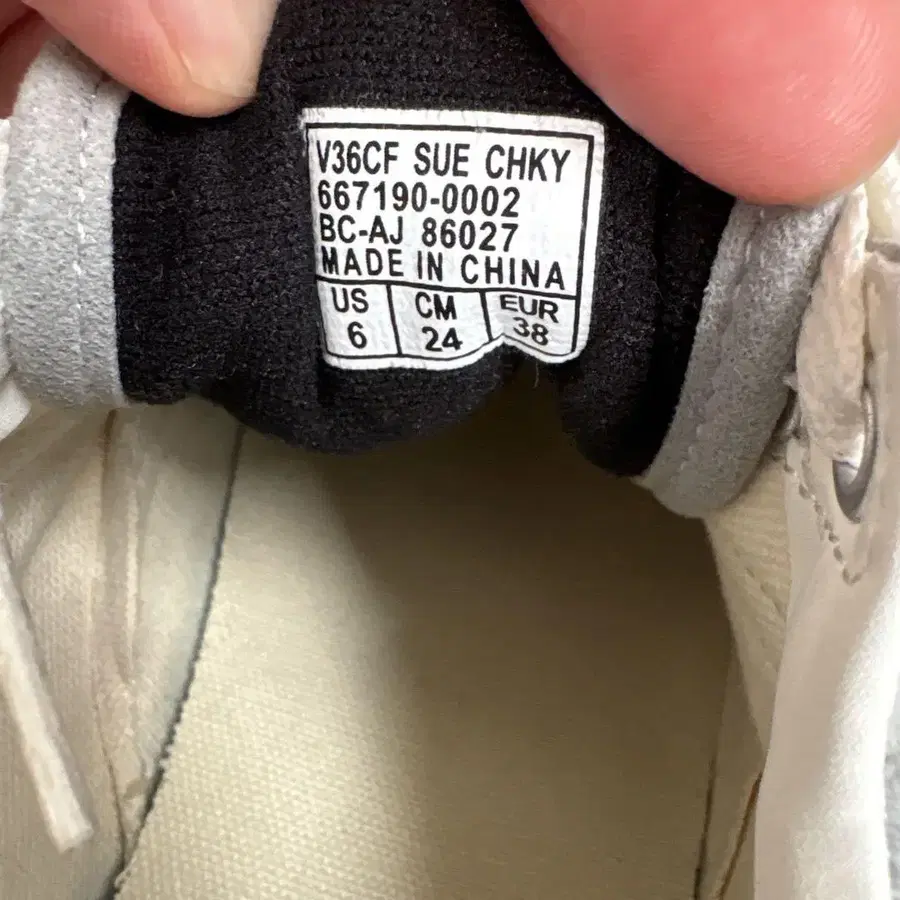 V36CF SUE CHKY
667190-0002
BC-AJ 86027
MADE IN CHINA
US CM EUR
6 24 38